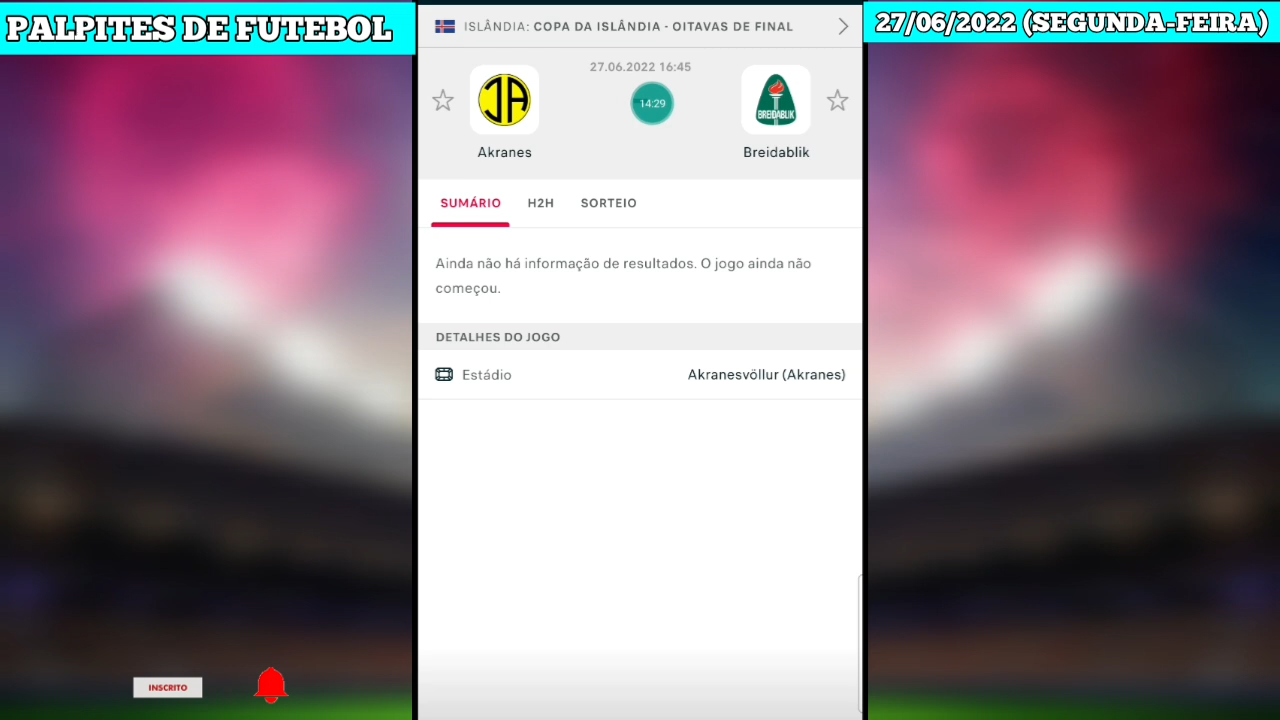 PALPITES DE FUTEBOL
ISLÂNDIA: COPA DA ISLÂNDIA - OITAVAS DE FINAL
27/06/2022 (SEGUNDA-FEIRA)
27.06.2022 16:45
JA
14:29
BREIDABLIK
Akranes
Breidablik
SUMÁRIO H2H SORTEIO
Ainda não há informação de resultados. O jogo ainda não
começou.
DETALHES DO JOGO
Estádio Akranesvöllur (Akranes)
INSCRITO